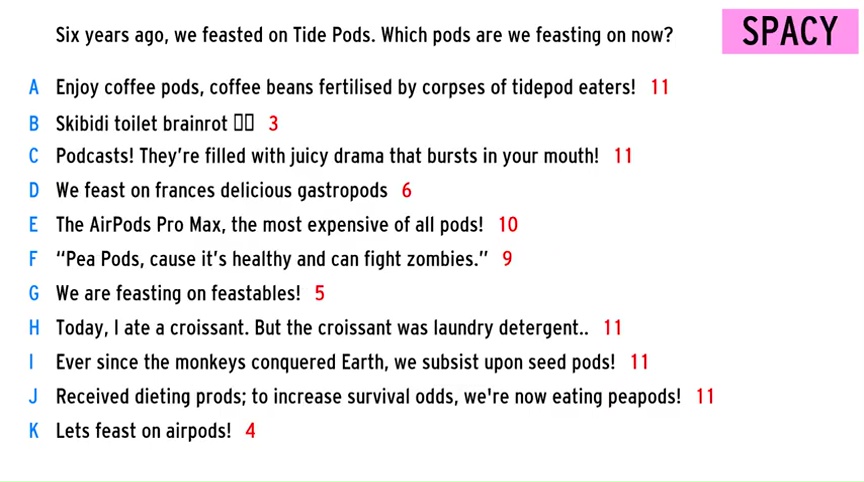 Six years ago, we feasted on Tide Pods. Which pods are we feasting on now?
SPACY
A Enjoy coffee pods, coffee beans fertilised by corpses of tidepod eaters! 11
B Skibidi toilet brainrot 3
C Podcasts! They're filled with juicy drama that bursts in your mouth! 11
D We feast on frances delicious gastropods 6
E The AirPods Pro Max, the most expensive of all pods! 10
F “Pea Pods, cause it's healthy and can fight zombies.” 9
G We are feasting on feastables! 5
H Today, I ate a croissant. But the croissant was laundry detergent.. 11
I Ever since the monkeys conquered Earth, we subsist upon seed pods! 11
J Received dieting prods; to increase survival odds, we're now eating peapods! 11
K Lets feast on airpods! 4